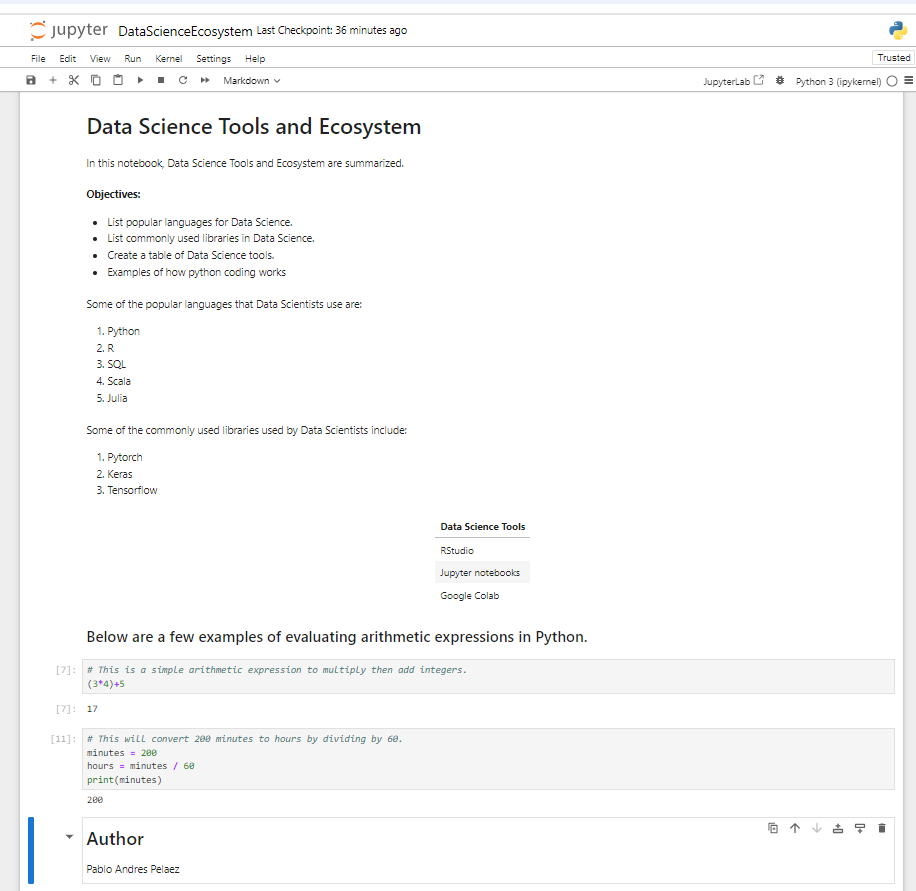 jupyter DataScienceEcosystem Last Checkpoint: 36 minutes ago
File Edit View Run Kernel Settings Help Trusted
Markdown JupyterLab Python 3 (ipykernel)
Data Science Tools and Ecosystem
In this notebook, Data Science Tools and Ecosystem are summarized.
Objectives:
• List popular languages for Data Science.
• List commonly used libraries in Data Science.
• Create a table of Data Science tools.
• Examples of how python coding works
Some of the popular languages that Data Scientists use are:
1. Python
2. R
3. SQL
4. Scala
5. Julia
Some of the commonly used libraries used by Data Scientists include:
1. Pytorch
2. Keras
3. Tensorflow
Data Science Tools
RStudio
Jupyter notebooks
Google Colab
Below are a few examples of evaluating arithmetic expressions in Python.
[7]: # This is a simple arithmetic expression to multiply then add integers.
(3*4)+5
[7]: 17
[11]: # This will convert 200 minutes to hours by dividing by 60.
minutes = 200
hours = minutes / 60
print(minutes)
200
Author
Pablo Andres Pelaez